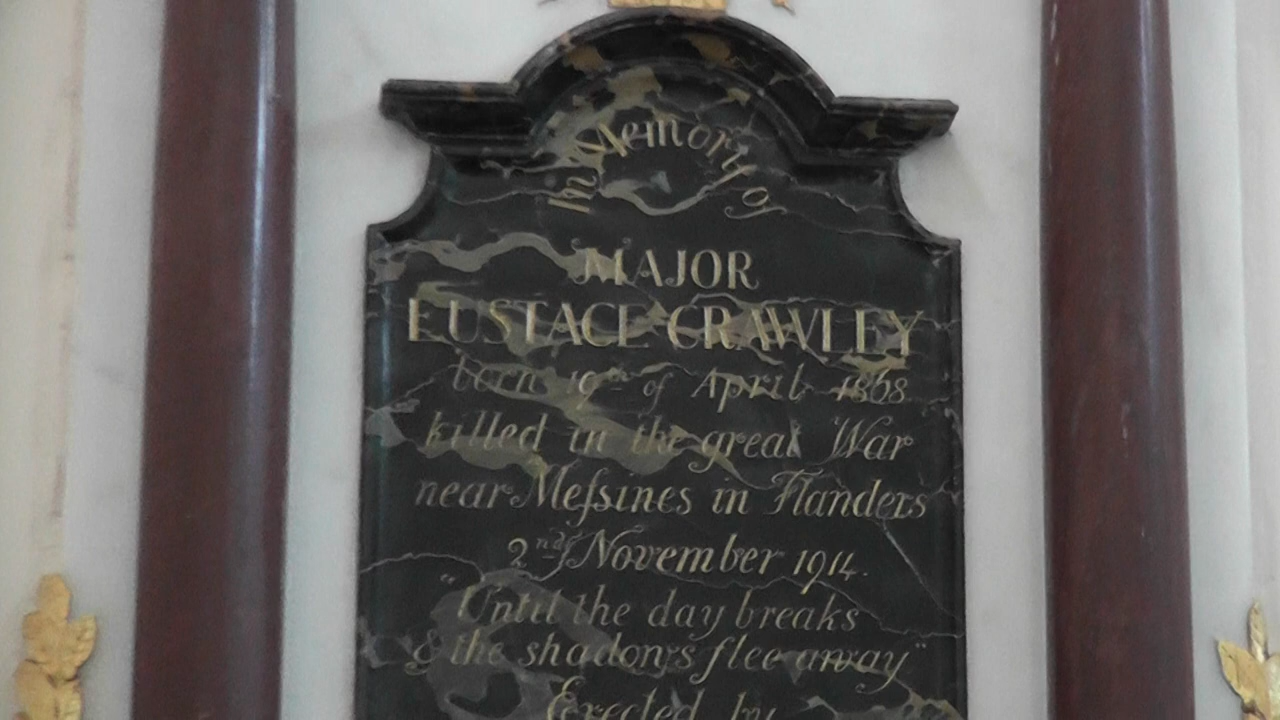 In Memory of
MAJOR
EUSTACE CRAWLEY
born 19th of April 1868
killed in the great War
near Meſsines in Flanders
2nd November 1914.
"Until the day breaks
& the shadows flee away"
Erected by